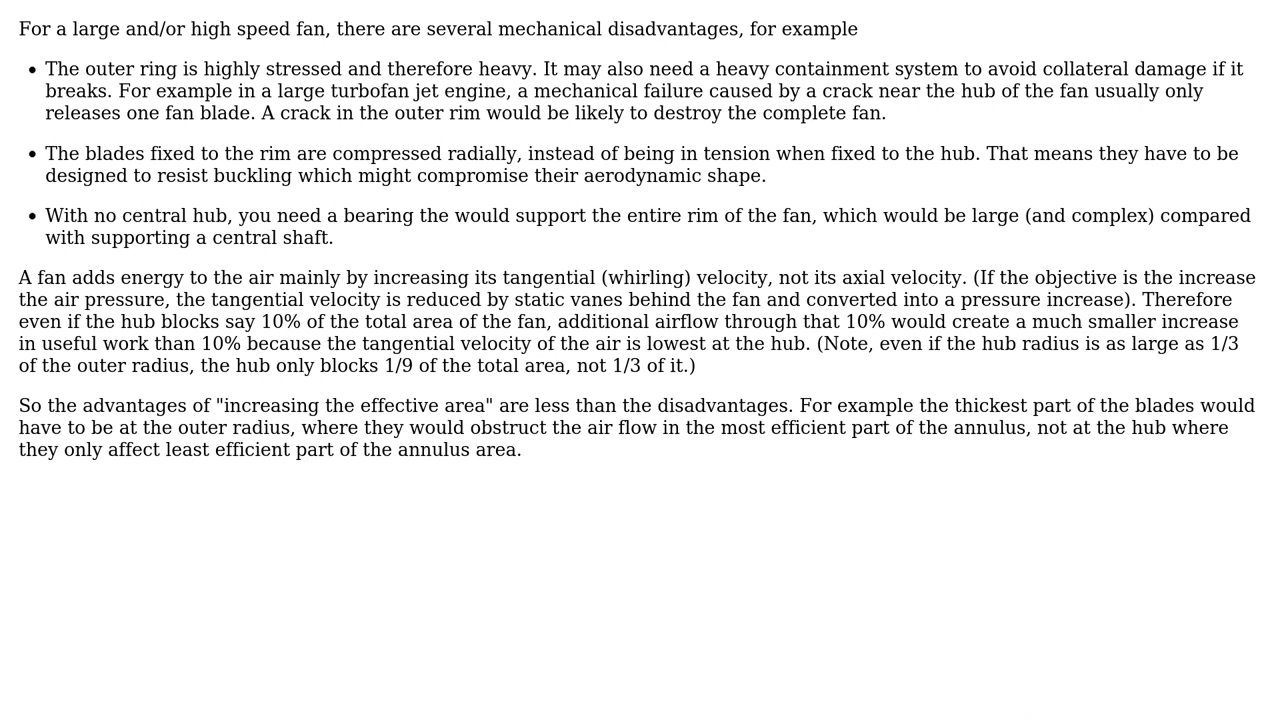 For a large and/or high speed fan, there are several mechanical disadvantages, for example
• The outer ring is highly stressed and therefore heavy. It may also need a heavy containment system to avoid collateral damage if it
breaks. For example in a large turbofan jet engine, a mechanical failure caused by a crack near the hub of the fan usually only
releases one fan blade. A crack in the outer rim would be likely to destroy the complete fan.
• The blades fixed to the rim are compressed radially, instead of being in tension when fixed to the hub. That means they have to be
designed to resist buckling which might compromise their aerodynamic shape.
• With no central hub, you need a bearing the would support the entire rim of the fan, which would be large (and complex) compared
with supporting a central shaft.
A fan adds energy to the air mainly by increasing its tangential (whirling) velocity, not its axial velocity. (If the objective is the increase
the air pressure, the tangential velocity is reduced by static vanes behind the fan and converted into a pressure increase). Therefore
even if the hub blocks say 10% of the total area of the fan, additional airflow through that 10% would create a much smaller increase
in useful work than 10% because the tangential velocity of the air is lowest at the hub. (Note, even if the hub radius is as large as 1/3
of the outer radius, the hub only blocks 1/9 of the total area, not 1/3 of it.)
So the advantages of "increasing the effective area" are less than the disadvantages. For example the thickest part of the blades would
have to be at the outer radius, where they would obstruct the air flow in the most efficient part of the annulus, not at the hub where
they only affect least efficient part of the annulus area.